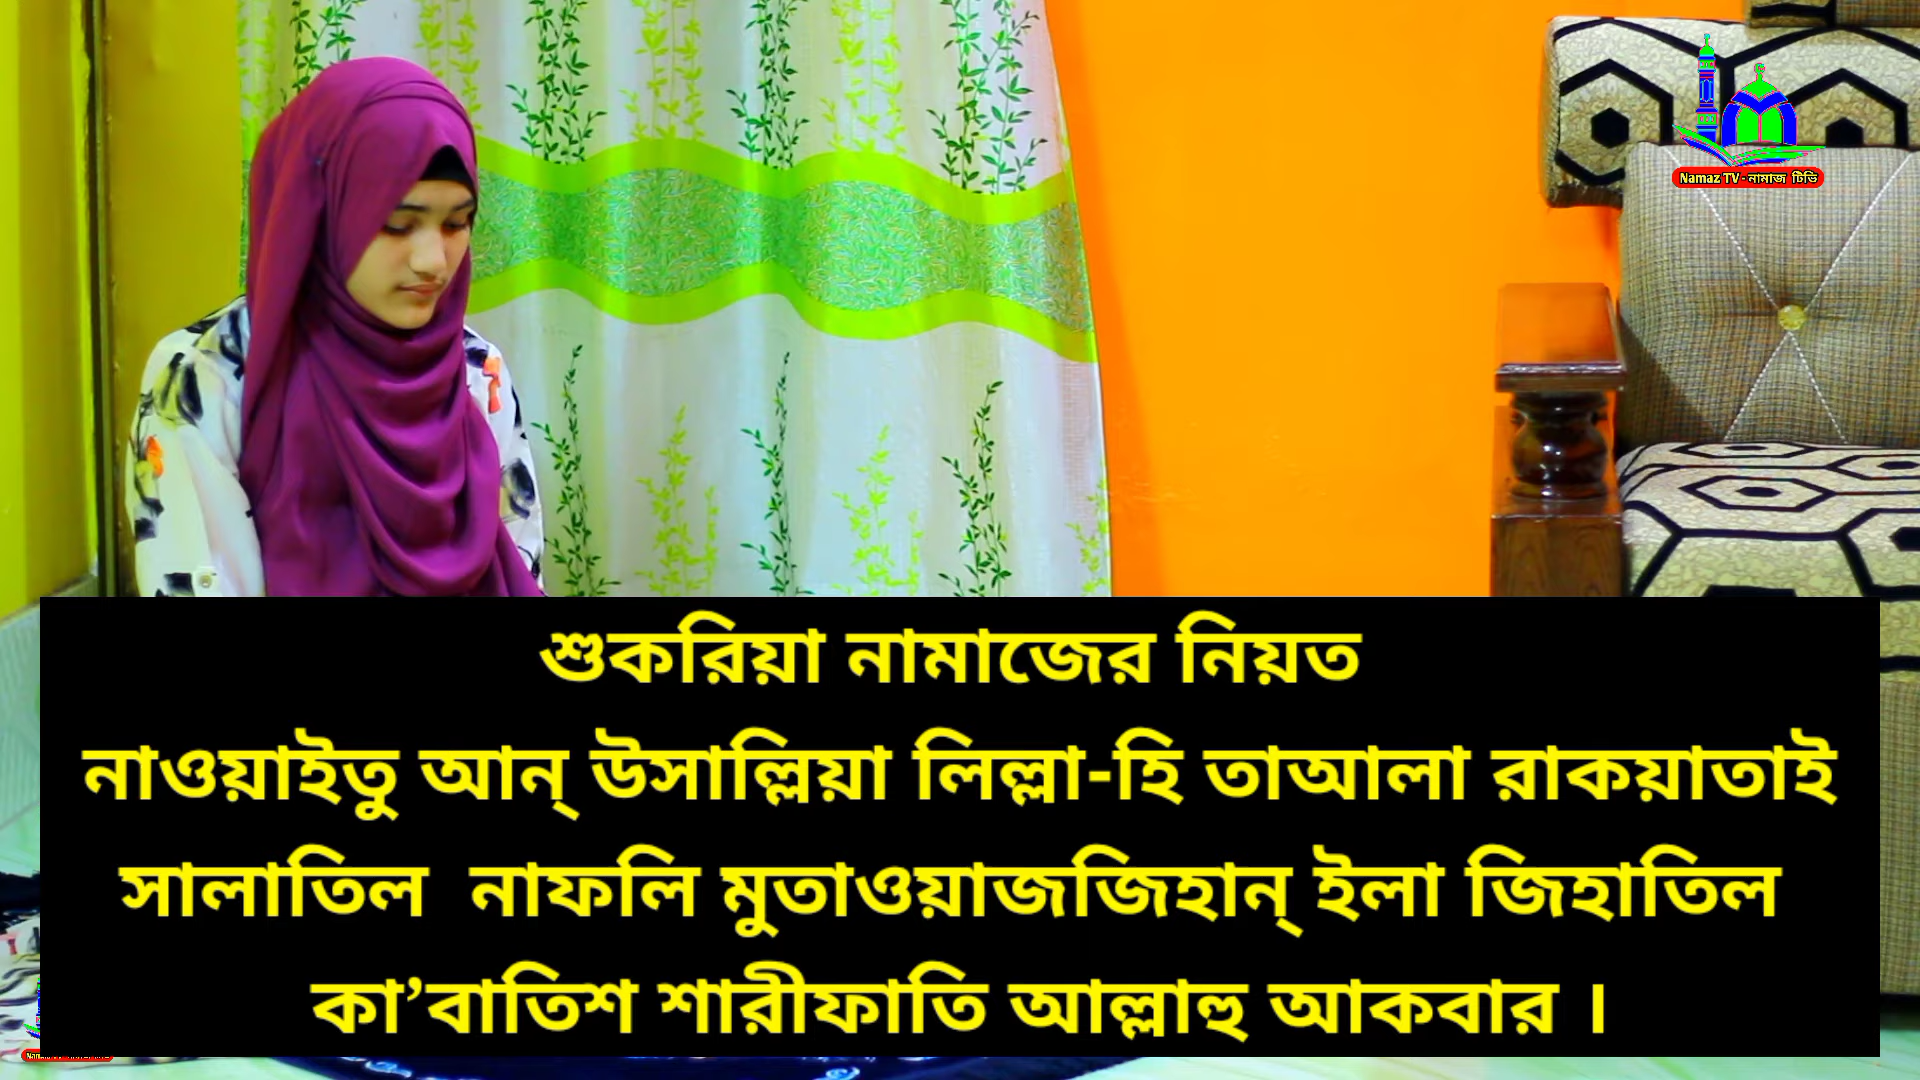 Namaz TV - নামাজ টিভি
শুকরিয়া নামাজের নিয়ত
নাওয়াইতু আন্ উসাল্লিয়া লিল্লা-হি তাআলা রাকয়াতাই
সালাতিল নাফলি মুতাওয়াজজিহান্ ইলা জিহাতিল
কা’বাতিশ শারীফাতি আল্লাহু আকবার ।